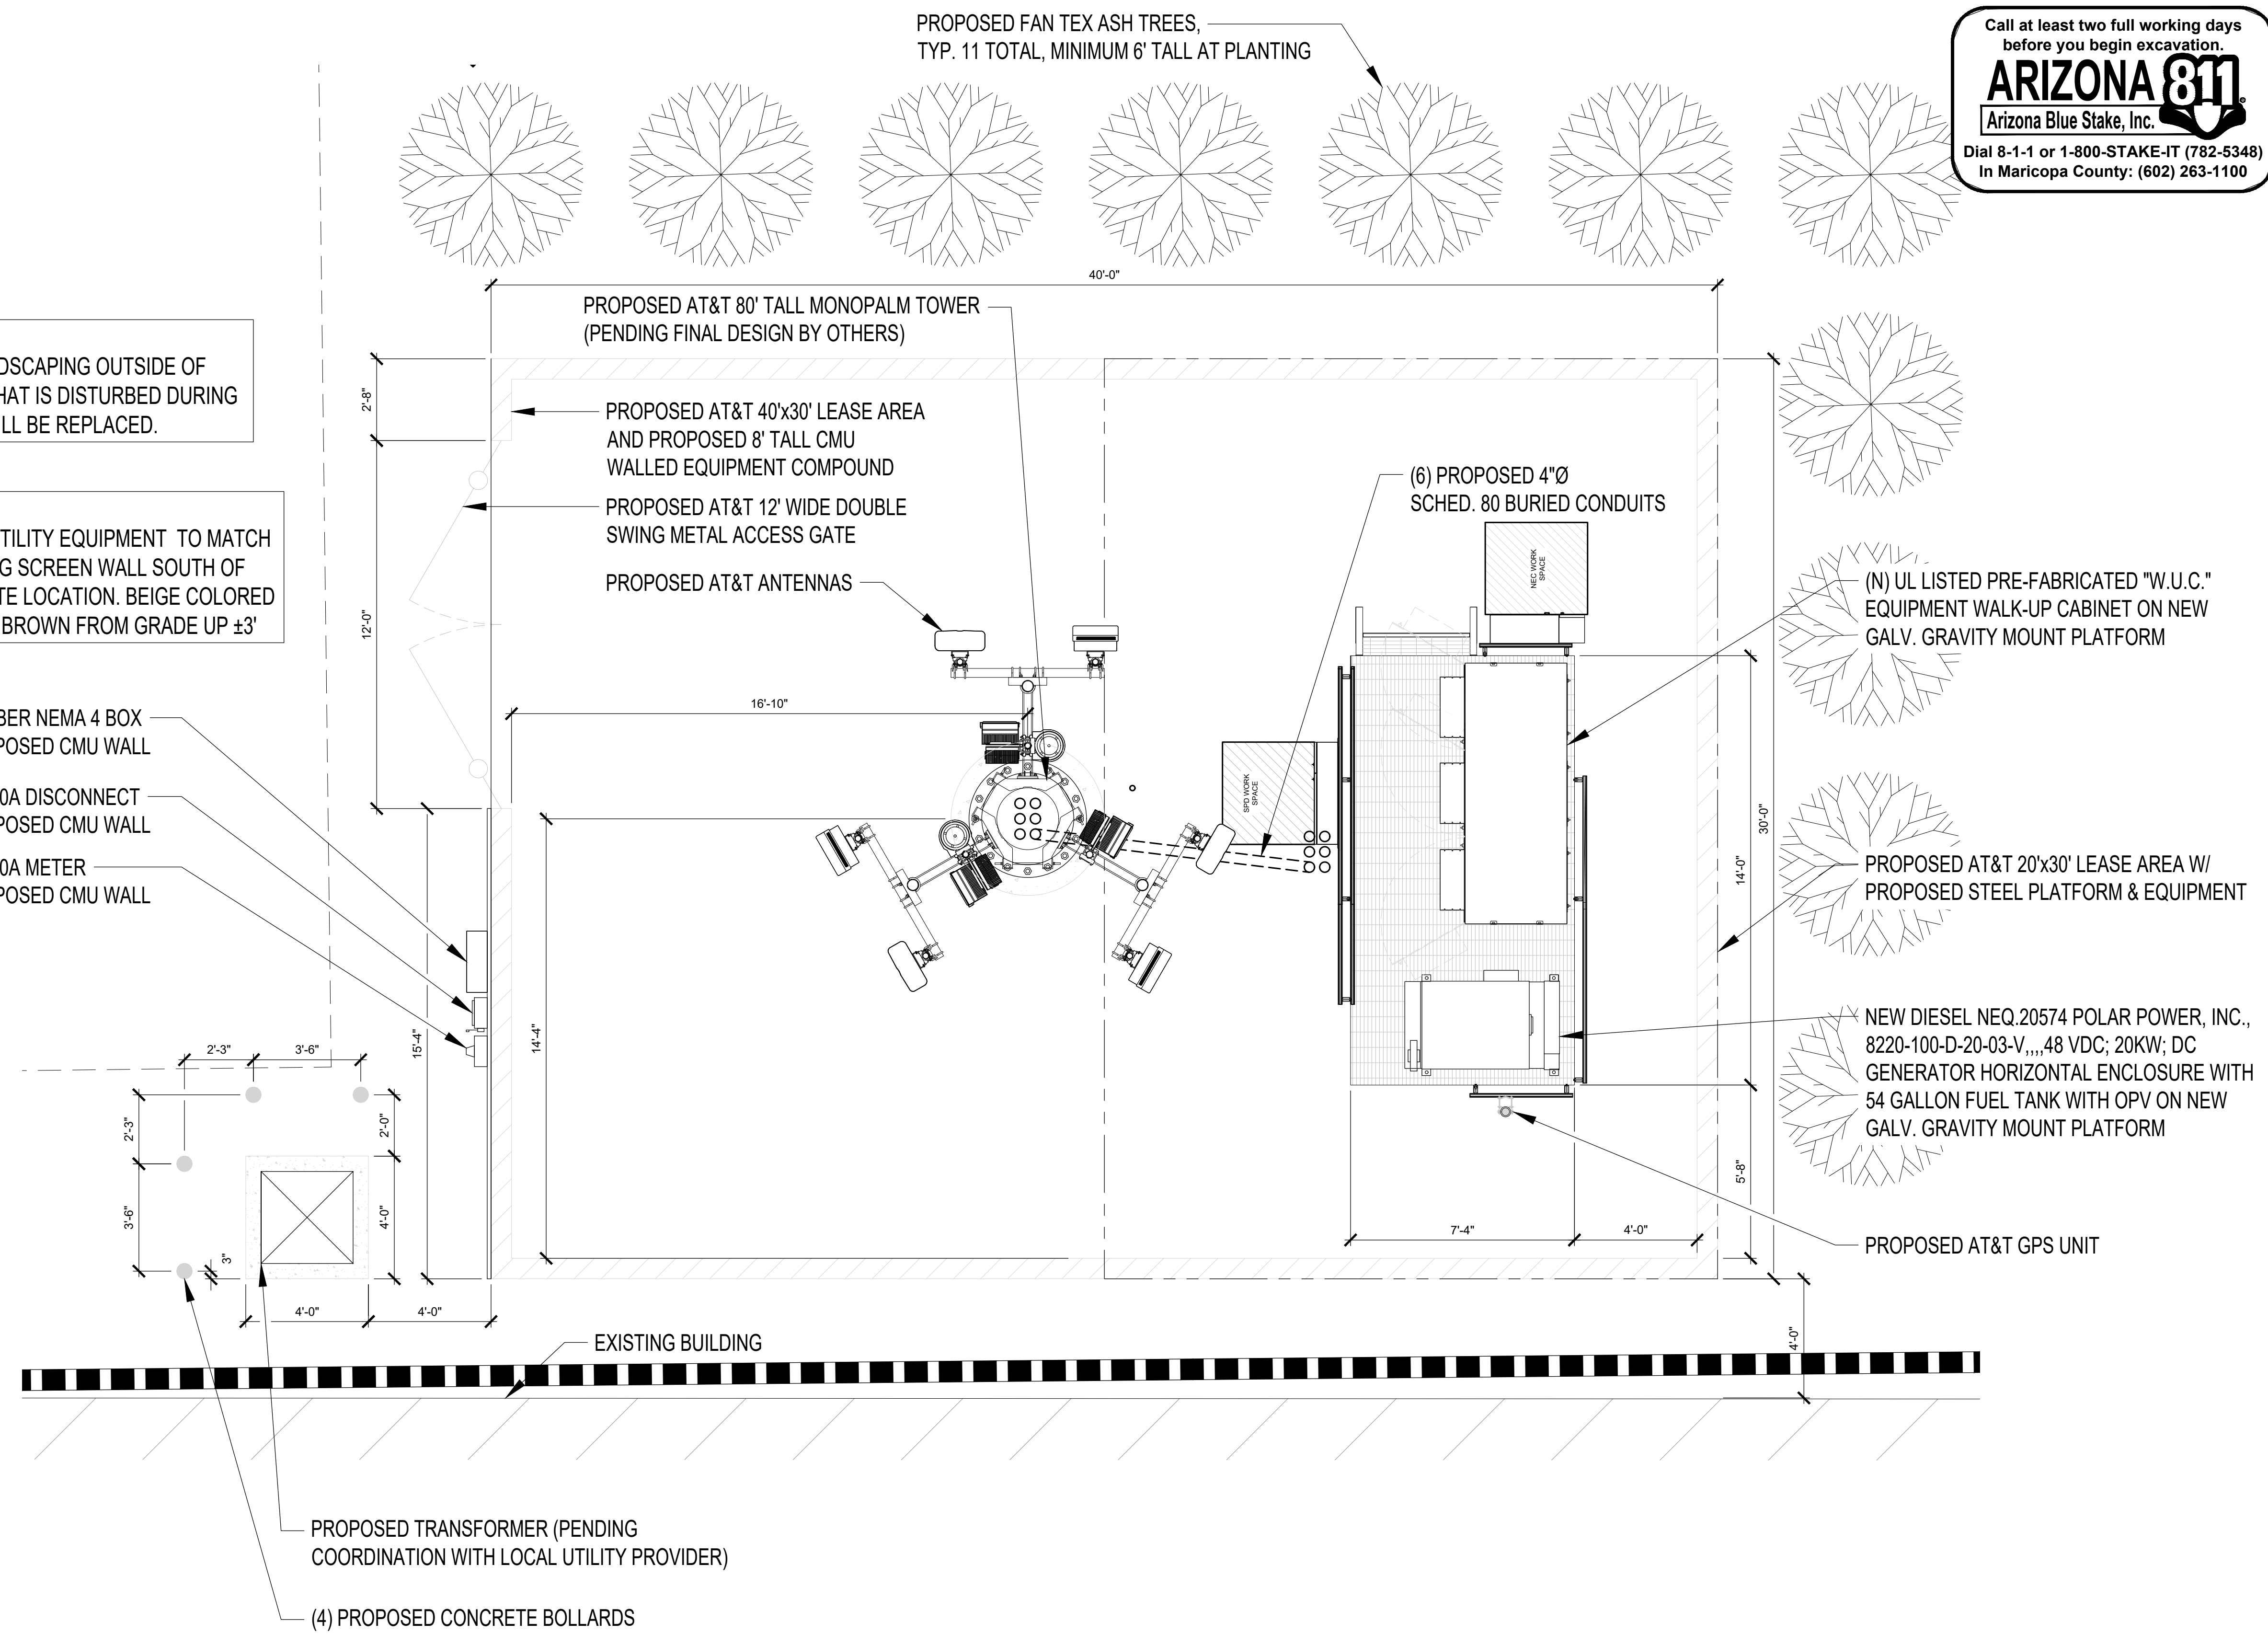 PROPOSED FAN TEX ASH TREES,
TYP. 11 TOTAL, MINIMUM 6' TALL AT PLANTING
Call at least two full working days
before you begin excavation.
ARIZONA 811
Arizona Blue Stake, Inc.
Dial 8-1-1 or 1-800-STAKE-IT (782-5348)
In Maricopa County: (602) 263-1100
40'-0"
PROPOSED AT&T 80' TALL MONOPALM TOWER
(PENDING FINAL DESIGN BY OTHERS)
DSCAPING OUTSIDE OF
HAT IS DISTURBED DURING
LL BE REPLACED.
2'-8"
PROPOSED AT&T 40'x30' LEASE AREA
AND PROPOSED 8' TALL CMU
WALLED EQUIPMENT COMPOUND
PROPOSED AT&T 12' WIDE DOUBLE
SWING METAL ACCESS GATE
PROPOSED AT&T ANTENNAS
(6) PROPOSED 4"Ø
SCHED. 80 BURIED CONDUITS
TILITY EQUIPMENT TO MATCH
G SCREEN WALL SOUTH OF
TE LOCATION. BEIGE COLORED
BROWN FROM GRADE UP ±3'
12'-0"
NEC WORK
SPACE
(N) UL LISTED PRE-FABRICATED "W.U.C."
EQUIPMENT WALK-UP CABINET ON NEW
GALV. GRAVITY MOUNT PLATFORM
BER NEMA 4 BOX
POSED CMU WALL
0A DISCONNECT
POSED CMU WALL
0A METER
POSED CMU WALL
16'-10"
SPD WORK
SPACE
30'-0"
14'-0"
PROPOSED AT&T 20'x30' LEASE AREA W/
PROPOSED STEEL PLATFORM & EQUIPMENT
NEW DIESEL NEQ.20574 POLAR POWER, INC.,
8220-100-D-20-03-V,,,,48 VDC; 20KW; DC
GENERATOR HORIZONTAL ENCLOSURE WITH
54 GALLON FUEL TANK WITH OPV ON NEW
GALV. GRAVITY MOUNT PLATFORM
15'-4"
14'-4"
2'-3"
3'-6"
2'-3"
2'-0"
3'-6"
4'-0"
3"
4'-0"
4'-0"
5'-8"
7'-4"
4'-0"
PROPOSED AT&T GPS UNIT
4'-0"
EXISTING BUILDING
PROPOSED TRANSFORMER (PENDING
COORDINATION WITH LOCAL UTILITY PROVIDER)
(4) PROPOSED CONCRETE BOLLARDS